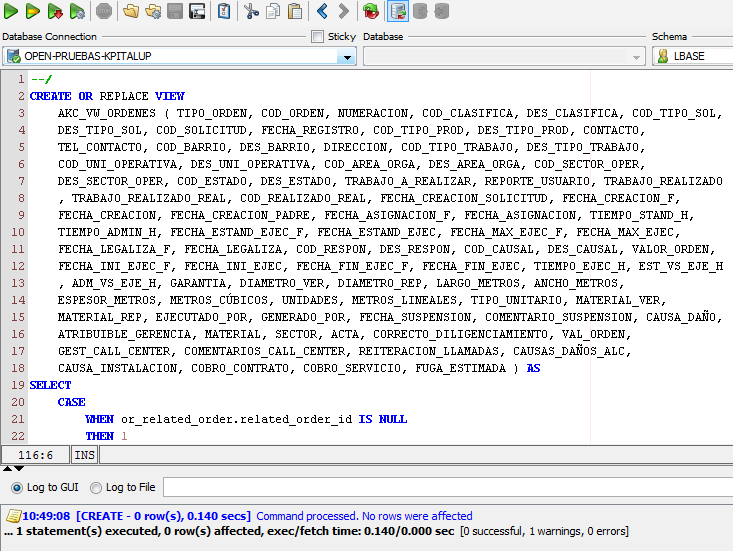 Database Connection Sticky Database Schema
OPEN-PRUEBAS-KPITALUP LBASE
1 --/
2 CREATE OR REPLACE VIEW
3 AKC_VW_ORDENES ( TIPO_ORDEN, COD_ORDEN, NUMERACION, COD_CLASIFICA, DES_CLASIFICA, COD_TIPO_SOL,
4 DES_TIPO_SOL, COD_SOLICITUD, FECHA_REGISTRO, COD_TIPO_PROD, DES_TIPO_PROD, CONTACTO,
5 TEL_CONTACTO, COD_BARRIO, DES_BARRIO, DIRECCION, COD_TIPO_TRABAJO, DES_TIPO_TRABAJO,
6 COD_UNI_OPERATIVA, DES_UNI_OPERATIVA, COD_AREA_ORGA, DES_AREA_ORGA, COD_SECTOR_OPER,
7 DES_SECTOR_OPER, COD_ESTADO, DES_ESTADO, TRABAJO_A_REALIZAR, REPORTE_USUARIO, TRABAJO_REALIZADO
8 , TRABAJO_REALIZADO_REAL, COD_REALIZADO_REAL, FECHA_CREACION_SOLICITUD, FECHA_CREACION_F,
9 FECHA_CREACION, FECHA_CREACION_PADRE, FECHA_ASIGNACION_F, FECHA_ASIGNACION, TIEMPO_STAND_H,
10 TIEMPO_ADMIN_H, FECHA_ESTAND_EJEC_F, FECHA_ESTAND_EJEC, FECHA_MAX_EJEC_F, FECHA_MAX_EJEC,
11 FECHA_LEGALIZA_F, FECHA_LEGALIZA, COD_RESPON, DES_RESPON, COD_CAUSAL, DES_CAUSAL, VALOR_ORDEN,
12 FECHA_INI_EJEC_F, FECHA_INI_EJEC, FECHA_FIN_EJEC_F, FECHA_FIN_EJEC, TIEMPO_EJEC_H, EST_VS_EJE_H
13 , ADM_VS_EJE_H, GARANTIA, DIAMETRO_VER, DIAMETRO_REP, LARGO_METROS, ANCHO_METROS,
14 ESPESOR_METROS, METROS_CÚBICOS, UNIDADES, METROS_LINEALES, TIPO_UNITARIO, MATERIAL_VER,
15 MATERIAL_REP, EJECUTADO_POR, GENERADO_POR, FECHA_SUSPENSION, COMENTARIO_SUSPENSION, CAUSA_DAÑO,
16 ATRIBUIBLE_GERENCIA, MATERIAL, SECTOR, ACTA, CORRECTO_DILIGENCIAMIENTO, VAL_ORDEN,
17 GEST_CALL_CENTER, COMENTARIOS_CALL_CENTER, REITERACION_LLAMADAS, CAUSAS_DAÑOS_ALC,
18 CAUSA_INSTALACION, COBRO_CONTRATO, COBRO_SERVICIO, FUGA_ESTIMADA ) AS
19 SELECT
20 CASE
21 WHEN or_related_order.related_order_id IS NULL
22 THEN 1
116:6 INS
Log to GUI Log to File
10:49:08 [CREATE - 0 row(s), 0.140 secs] Command processed. No rows were affected
... 1 statement(s) executed, 0 row(s) affected, exec/fetch time: 0.140/0.000 sec [0 successful, 1 warnings, 0 errors]